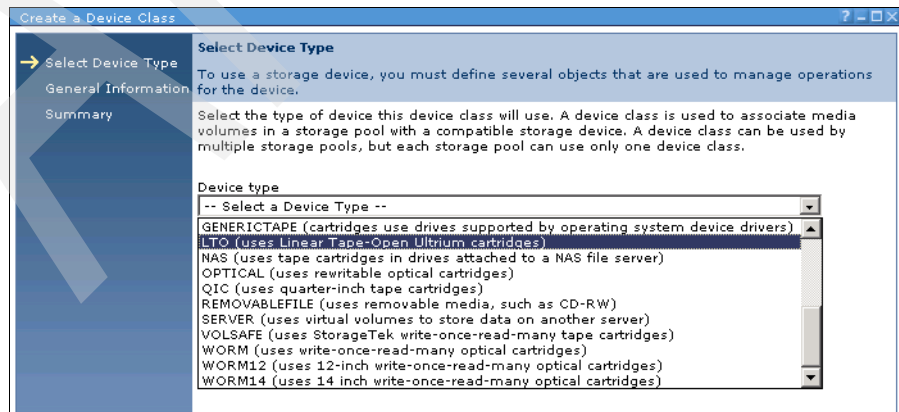 Create a Device Class
? – □ ×
Select Device Type
General Information
Summary
Select Device Type
To use a storage device, you must define several objects that are used to manage operations
for the device.
Select the type of device this device class will use. A device class is used to associate media
volumes in a storage pool with a compatible storage device. A device class can be used by
multiple storage pools, but each storage pool can use only one device class.
Device type
-- Select a Device Type --
GENERICTAPE (cartridges use drives supported by operating system device drivers)
LTO (uses Linear Tape-Open Ultrium cartridges)
NAS (uses tape cartridges in drives attached to a NAS file server)
OPTICAL (uses rewritable optical cartridges)
QIC (uses quarter-inch tape cartridges)
REMOVABLEFILE (uses removable media, such as CD-RW)
SERVER (uses virtual volumes to store data on another server)
VOLSAFE (uses StorageTek write-once-read-many tape cartridges)
WORM (uses write-once-read-many optical cartridges)
WORM12 (uses 12-inch write-once-read-many optical cartridges)
WORM14 (uses 14 inch write-once-read-many optical cartridges)